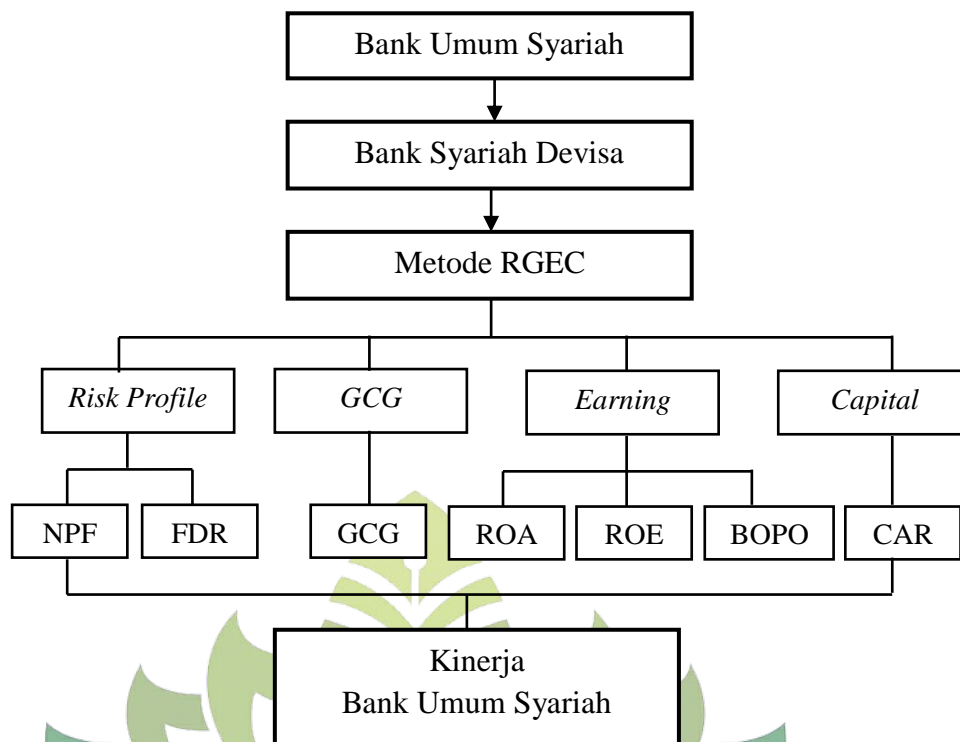 Bank Umum Syariah
Bank Syariah Devisa
Metode RGEC
Risk Profile
GCG
Earning
Capital
NPF
FDR
GCG
ROA
ROE
BOPO
CAR
Kinerja
Bank Umum Syariah